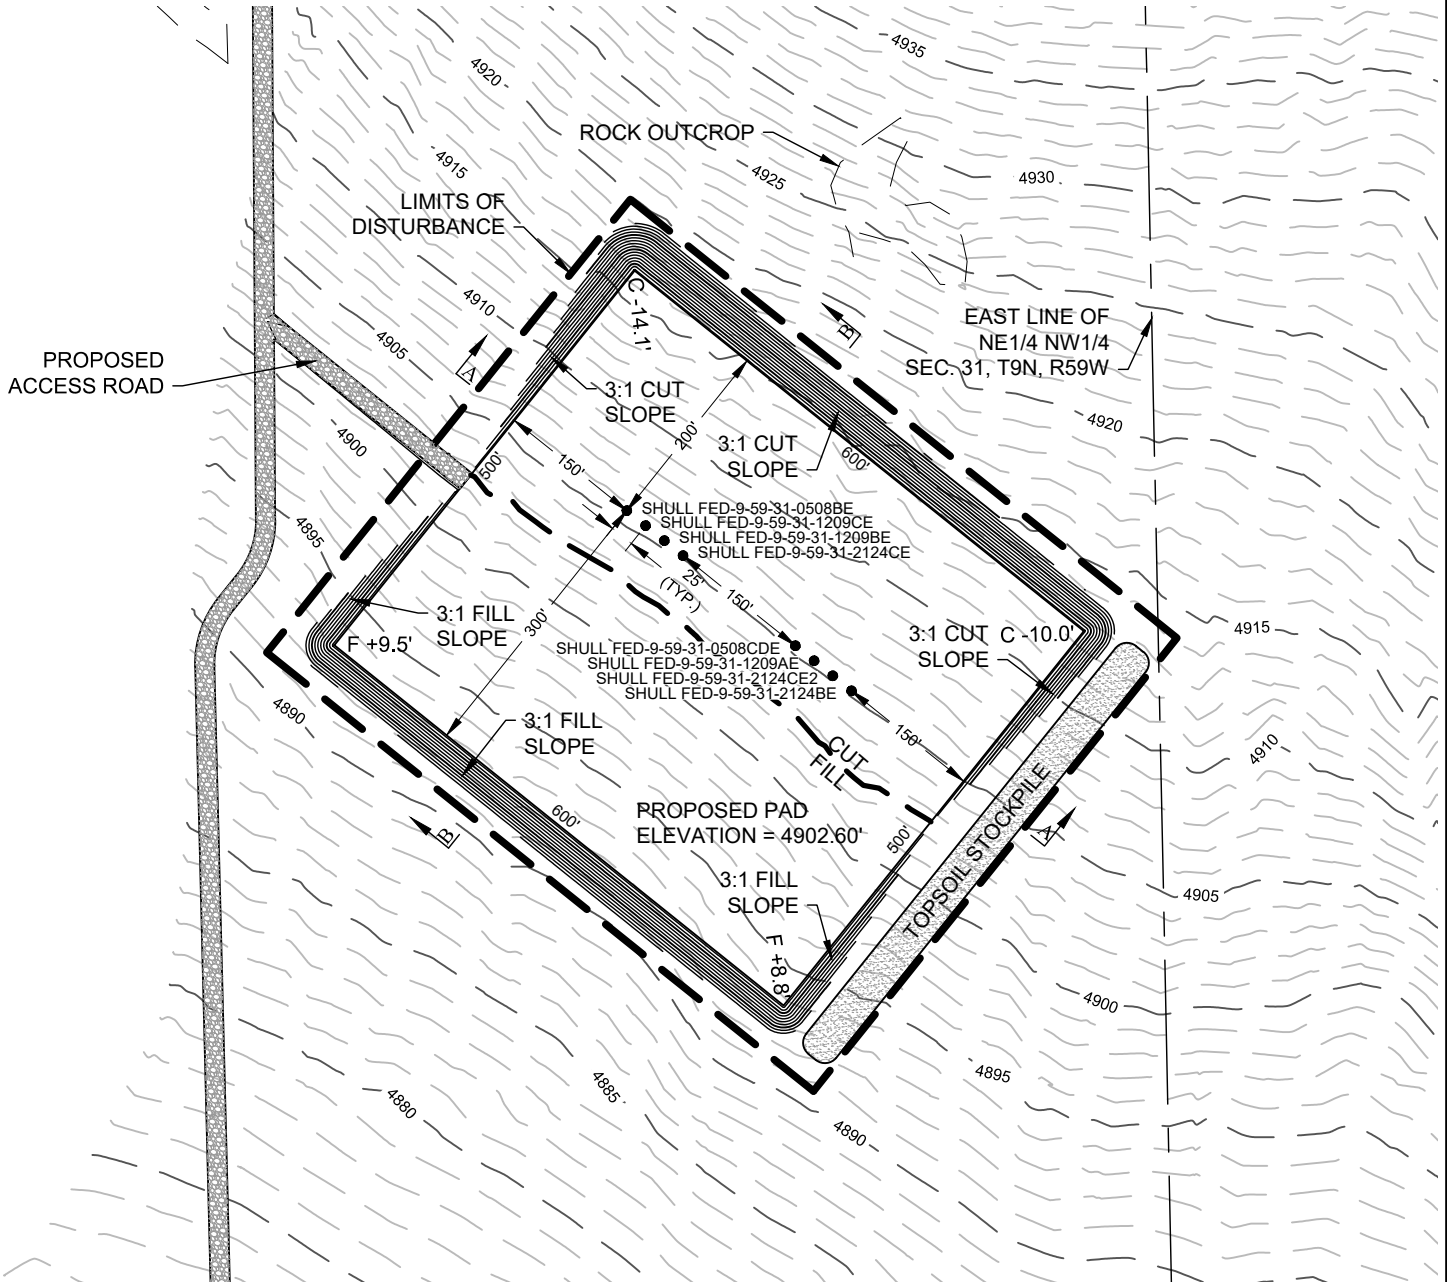 4935
4920
ROCK OUTCROP
4915
4925
4930
LIMITS OF
DISTURBANCE
4910
C -14.1'
EAST LINE OF
NE1/4 NW1/4
SEC. 31, T9N, R59W
B
4905
PROPOSED
ACCESS ROAD
A
3:1 CUT
SLOPE
4920
4900
200'
3:1 CUT
SLOPE
600'
500'
150'
SHULL FED-9-59-31-0508BE
SHULL FED-9-59-31-1209CE
SHULL FED-9-59-31-1209BE
SHULL FED-9-59-31-2124CE
4895
25'
(TYP.)
150'
3:1 FILL
SLOPE
300'
F +9.5'
3:1 CUT
SLOPE
C -10.0'
4915
SHULL FED-9-59-31-0508CDE
SHULL FED-9-59-31-1209AE
SHULL FED-9-59-31-2124CE2
SHULL FED-9-59-31-2124BE
4890
3:1 FILL
SLOPE
150'
CUT
FILL
4910
PROPOSED PAD
ELEVATION = 4902.60'
600'
B
500'
A
TOPSOIL STOCKPILE
3:1 FILL
SLOPE
4905
F +8.8'
4900
4895
4885
4880
4890